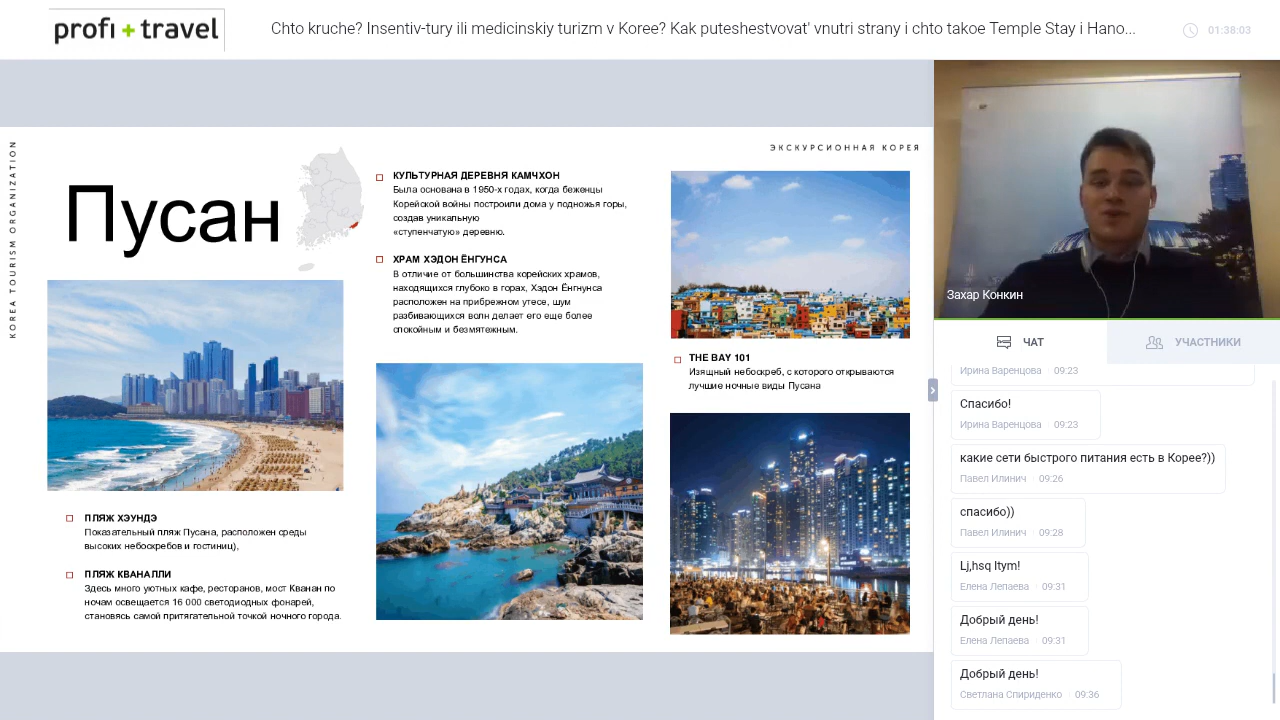 profi + travel
Chto kruche? Insentiv-tury ili medicinskiy turizm v Koree? Kak puteshestvovat' vnutri strany i chto takoe Temple Stay i Hano...
01:38:03
KOREA TOURISM ORGANIZATION
ЭКСКУРСИОННАЯ КОРЕЯ
Пусан
ПЛЯЖ ХЭУНДЭ
Показательный пляж Пусана, расположен среды
высоких небоскребов и гостиниц),
ПЛЯЖ КВАНАЛЛИ
Здесь много уютных кафе, ресторанов, мост Кванан по
ночам освещается 16 000 светодиодных фонарей,
становясь самой притягательной точкой ночного города.
КУЛЬТУРНАЯ ДЕРЕВНЯ КАМЧХОН
Была основана в 1950-х годах, когда беженцы
Корейской войны построили дома у подножья горы,
создав уникальную
«ступенчатую» деревню.
ХРАМ ХЭДОН ЁНГУНСА
В отличие от большинства корейских храмов,
находящихся глубоко в горах, Хэдон Ёнгнунса
расположен на прибрежном утесе, шум
разбивающихся волн делает его еще более
спокойным и безмятежным.
THE BAY 101
Изящный небоскреб, с которого открываются
лучшие ночные виды Пусана
Захар Конкин
ЧАТ
УЧАСТНИКИ
Ирина Варенцова 09:23
Спасибо!
Ирина Варенцова 09:23
какие сети быстрого питания есть в Корее?))
Павел Илинич 09:26
спасибо))
Павел Илинич 09:28
Lj,hsq ltym!
Елена Лепаева 09:31
Добрый день!
Елена Лепаева 09:31
Добрый день!
Светлана Спириденко 09:36